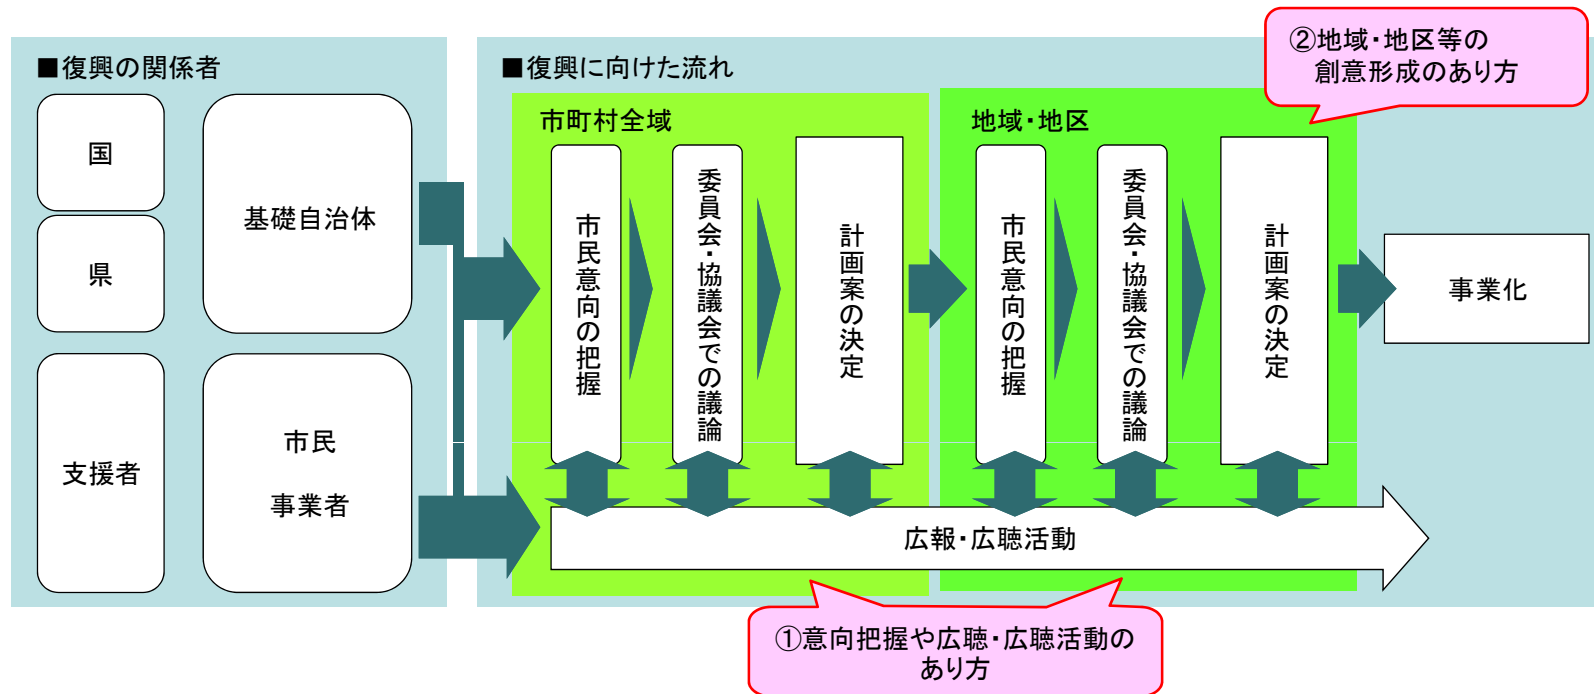 ■復興の関係者
国
県
支援者
基礎自治体
市民
事業者
■復興に向けた流れ
市町村全域
市民意向の把握
委員会・協議会での議論
計画案の決定
地域・地区
市民意向の把握
委員会・協議会での議論
計画案の決定
事業化
広報・広聴活動
②地域・地区等の
創意形成のあり方
①意向把握や広聴・広聴活動の
あり方